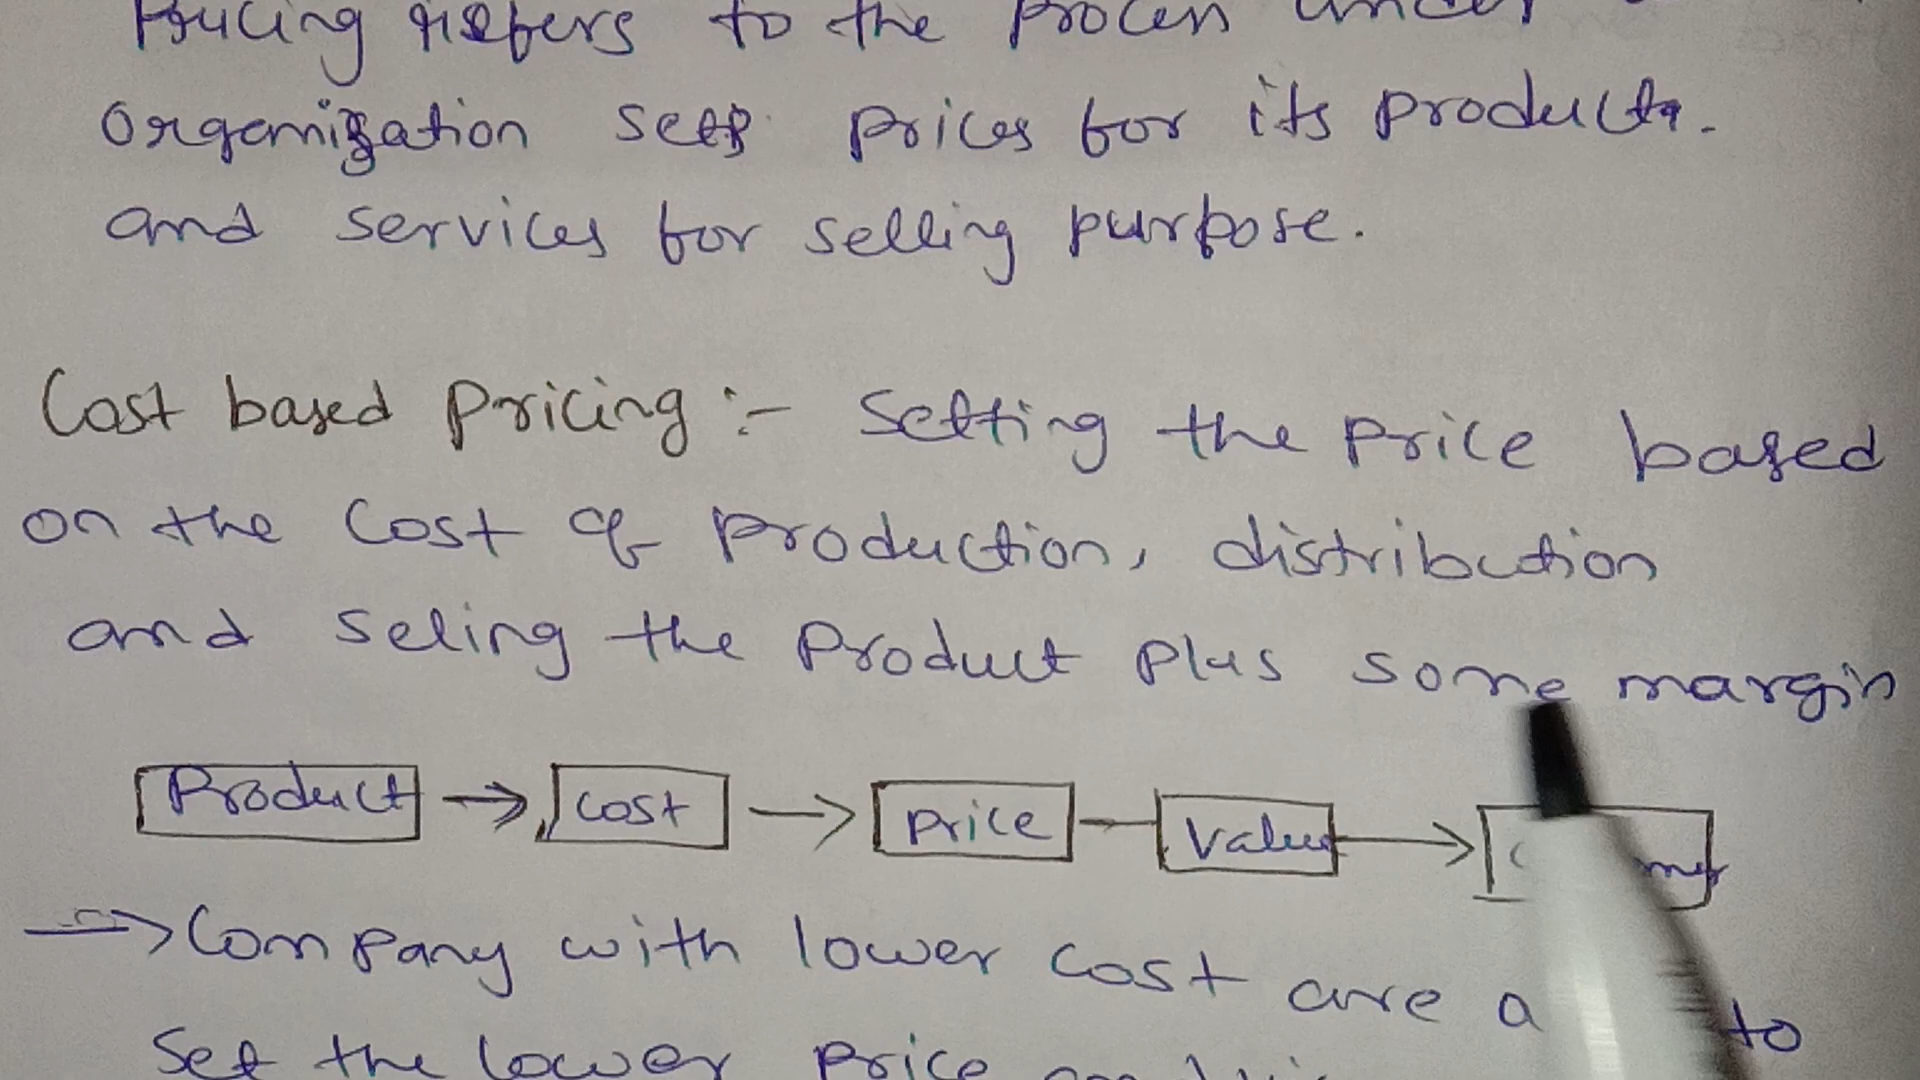 Pricing refers to the process under
Organization sets prices for its products.
and services for selling purpose.
Cost based Pricing :- Setting the price based
on the cost of production, distribution
and seling the product plus some margin
Product → Cost → Price — Value →
→ Company with lower cost are to
Set the lower price